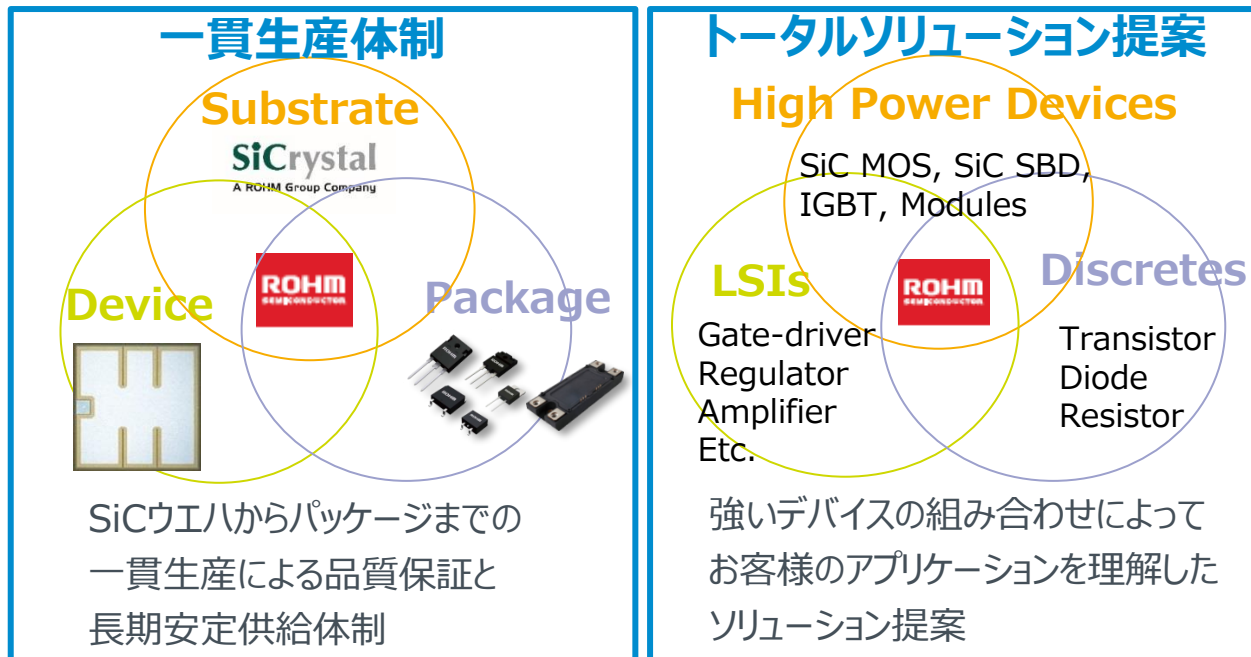 一貫生産体制
Substrate
SiCrystal
A ROHM Group Company
ROHM
SEMICONDUCTOR
Device
Package
SiCウエハからパッケージまでの
一貫生産による品質保証と
長期安定供給体制
トータルソリューション提案
High Power Devices
SiC MOS, SiC SBD,
IGBT, Modules
LSIs
ROHM
SEMICONDUCTOR
Discretes
Gate-driver
Regulator
Amplifier
Etc.
Transistor
Diode
Resistor
強いデバイスの組み合わせによって
お客様のアプリケーションを理解した
ソリューション提案